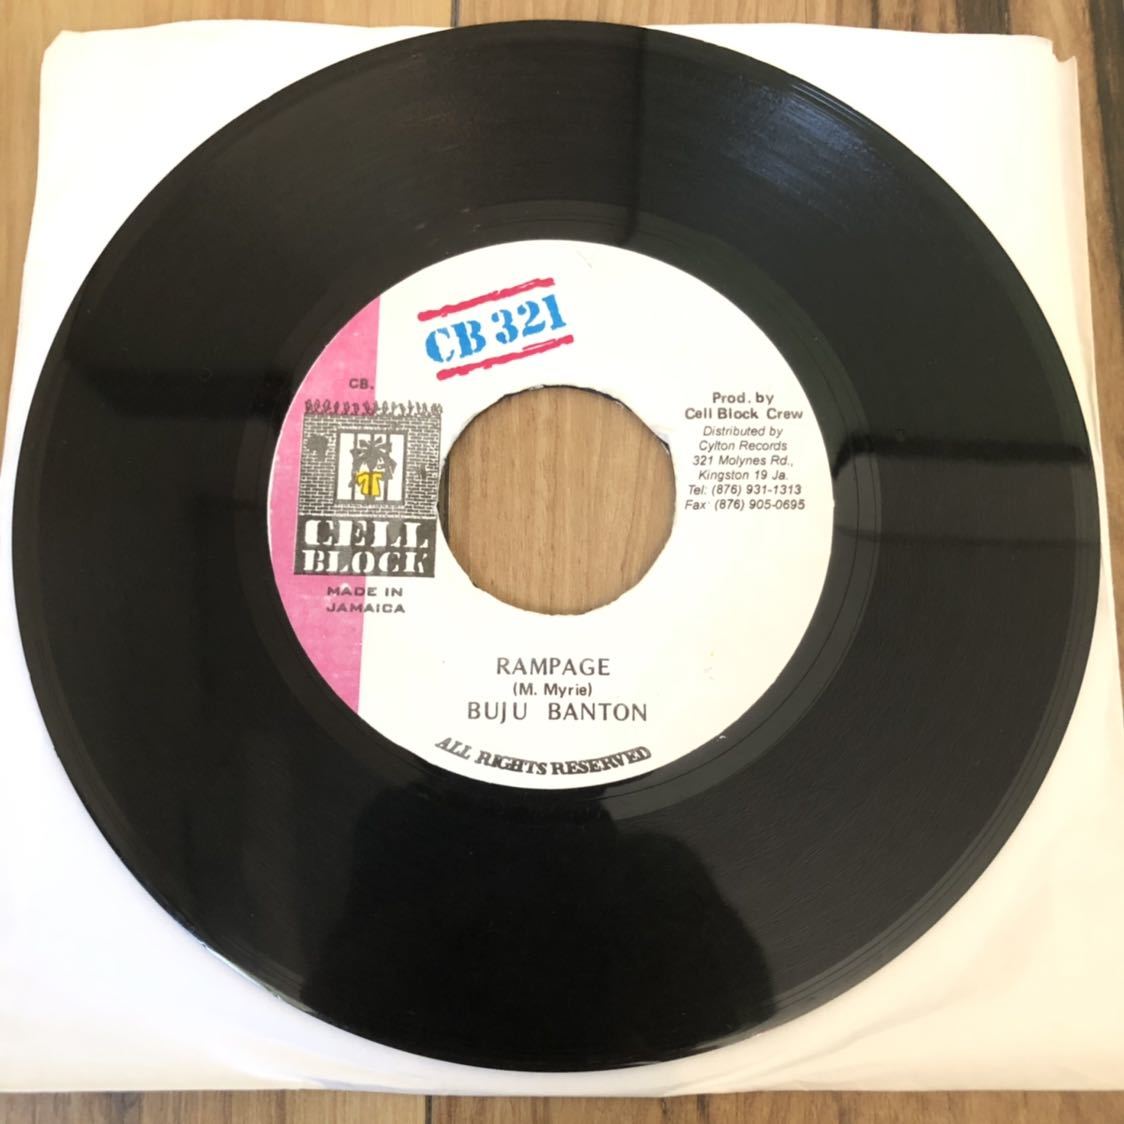 CB 321
CB.
CELL
BLOCK
MADE IN
JAMAICA
Prod. by
Cell Block Crew
Distributed by
Cylton Records
321 Molynes Rd.,
Kingston 19 Ja.
Tel: (876) 931-1313
Fax: (876) 905-0695
RAMPAGE
(M. Myrie)
BUJU BANTON
ALL RIGHTS RESERVED